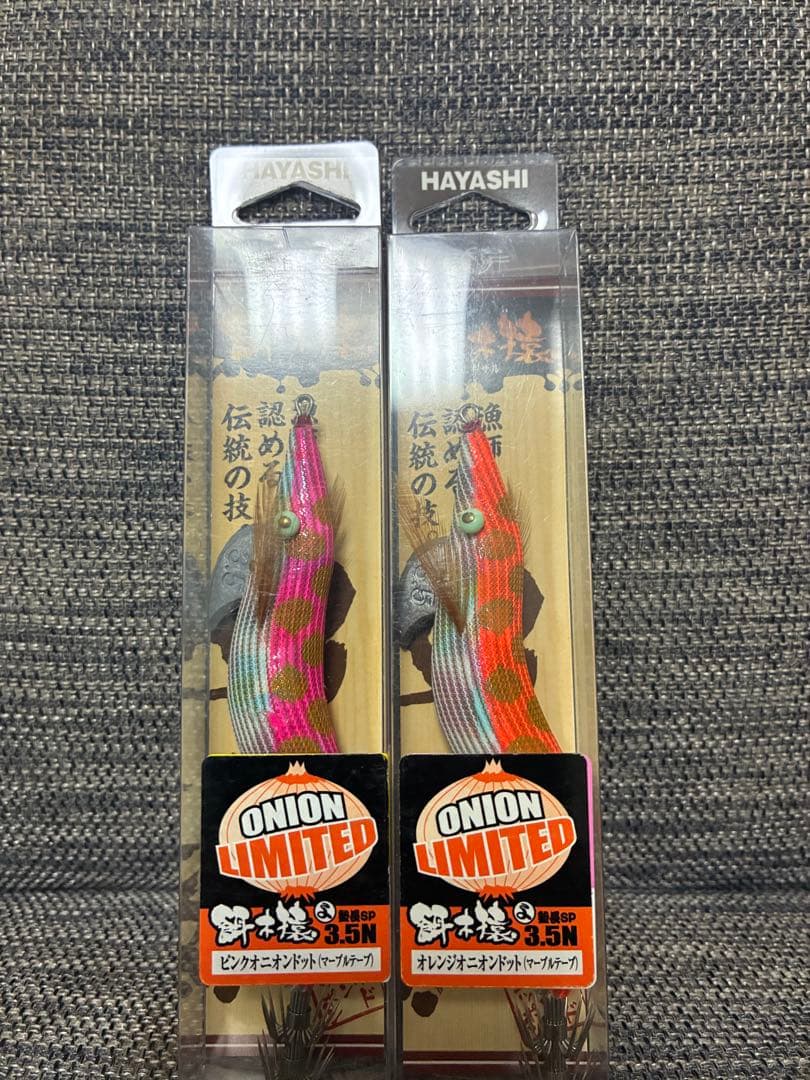 HAYASHI
認める
伝統の技
ONION
LIMITED
餌木猿
3.5N
ピンクオニオンドット(マーブルテープ)
HAYASHI
木猿
漁師
認める
伝統の技
ONION
LIMITED
餌木猿
3.5N
オレンジオニオンドット(マーブルテープ)